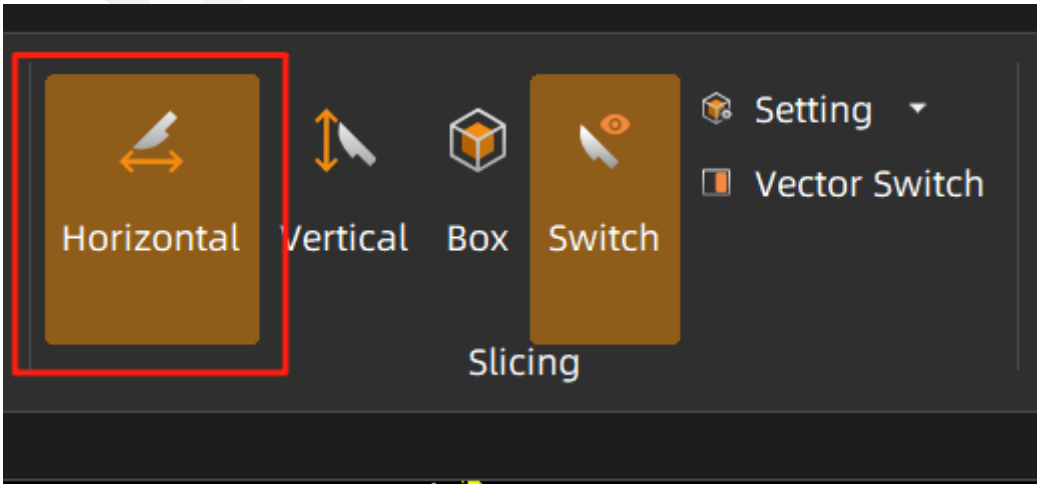 Horizontal
Vertical
Box
Switch
Setting
Vector Switch
Slicing